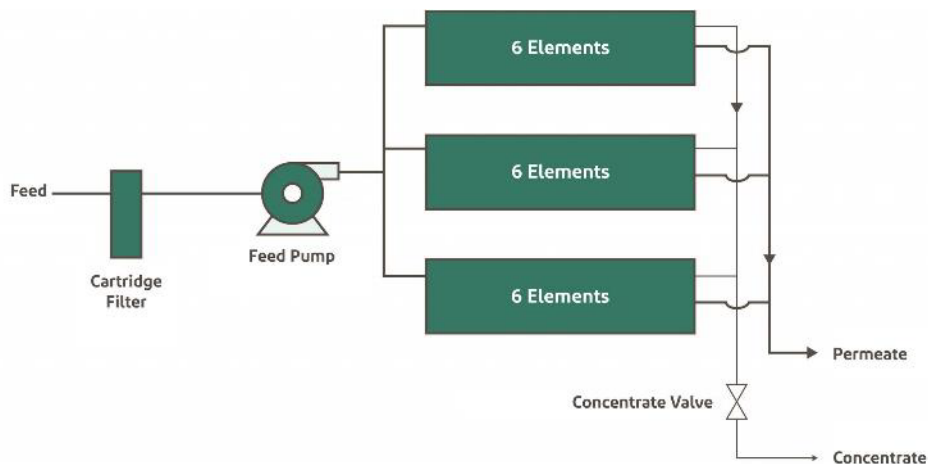 6 Elements
6 Elements
Feed
Feed Pump
Cartridge
Filter
6 Elements
Permeate
Concentrate Valve
Concentrate